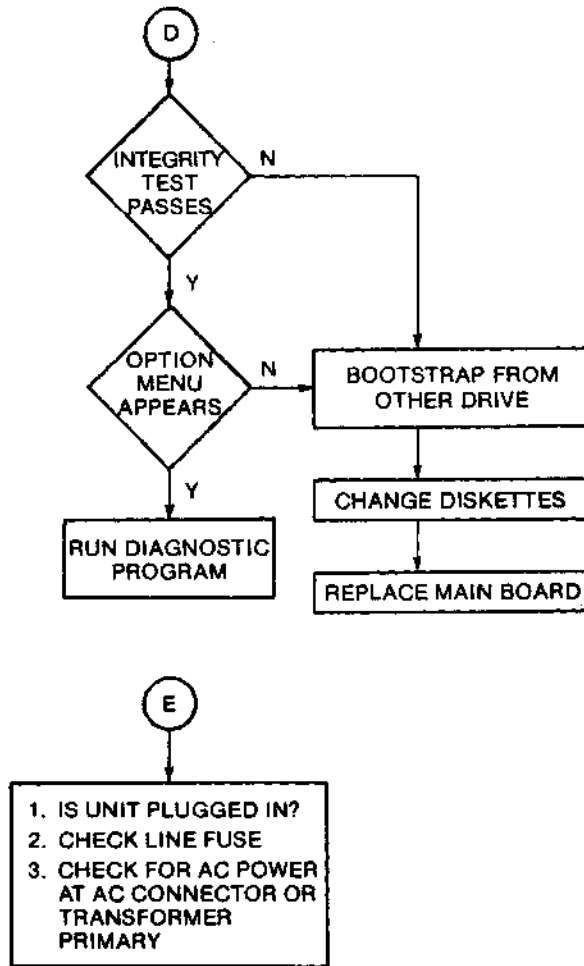 D
INTEGRITY
TEST
PASSES
N
Y
OPTION
MENU
APPEARS
N
Y
BOOTSTRAP FROM
OTHER DRIVE
CHANGE DISKETTES
RUN DIAGNOSTIC
PROGRAM
REPLACE MAIN BOARD
E
1. IS UNIT PLUGGED IN?
2. CHECK LINE FUSE
3. CHECK FOR AC POWER
AT AC CONNECTOR OR
TRANSFORMER
PRIMARY